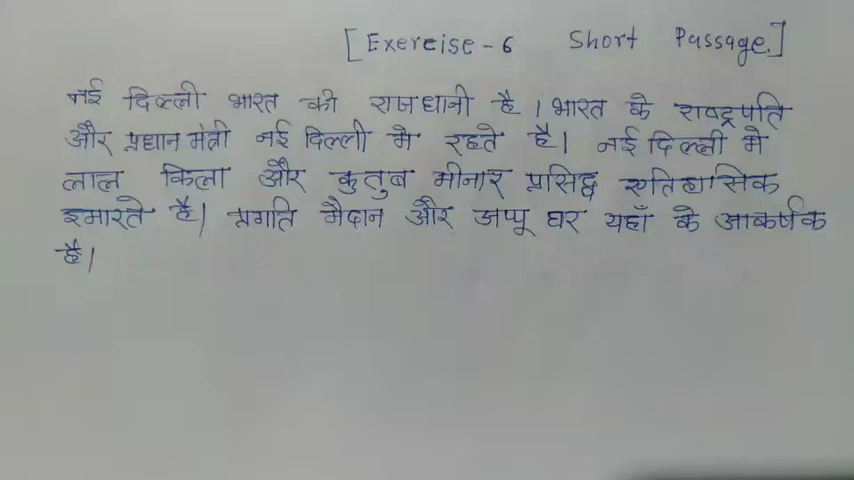 [Exercise - 6 Short Passage.]
नई दिल्ली भारत की राजधानी है । भारत के राष्ट्रपति
और प्रधान मंत्री नई दिल्ली मे रहते है। नई दिल्ली मे
लाल किला और कुतुब मीनार प्रसिद्व एतिहासिक
इमारते है। प्रगति मैदान और अप्पू घर यहाँ के आकर्षक
है।